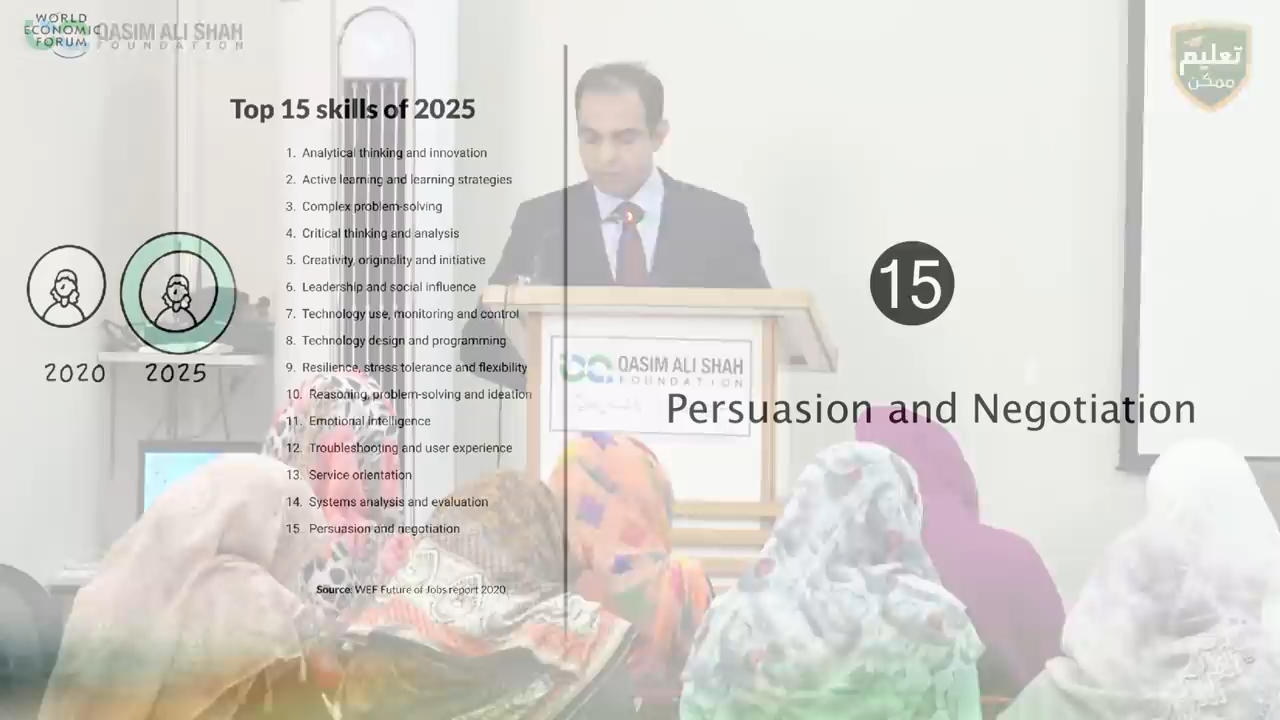 WORLD
ECONOMIC
FORUM
QASIM ALI SHAH
FOUNDATION
تعلیم
ممکن
Top 15 skills of 2025
1. Analytical thinking and innovation
2. Active learning and learning strategies
3. Complex problem-solving
4. Critical thinking and analysis
5. Creativity, originality and initiative
6. Leadership and social influence
7. Technology use, monitoring and control
8. Technology design and programming
9. Resilience, stress tolerance and flexibility
10. Reasoning, problem-solving and ideation
11. Emotional intelligence
12. Troubleshooting and user experience
13. Service orientation
14. Systems analysis and evaluation
15. Persuasion and negotiation
Source: WEF Future of Jobs report 2020
2020 2025
15
Persuasion and Negotiation
QASIM ALI SHAH
FOUNDATION